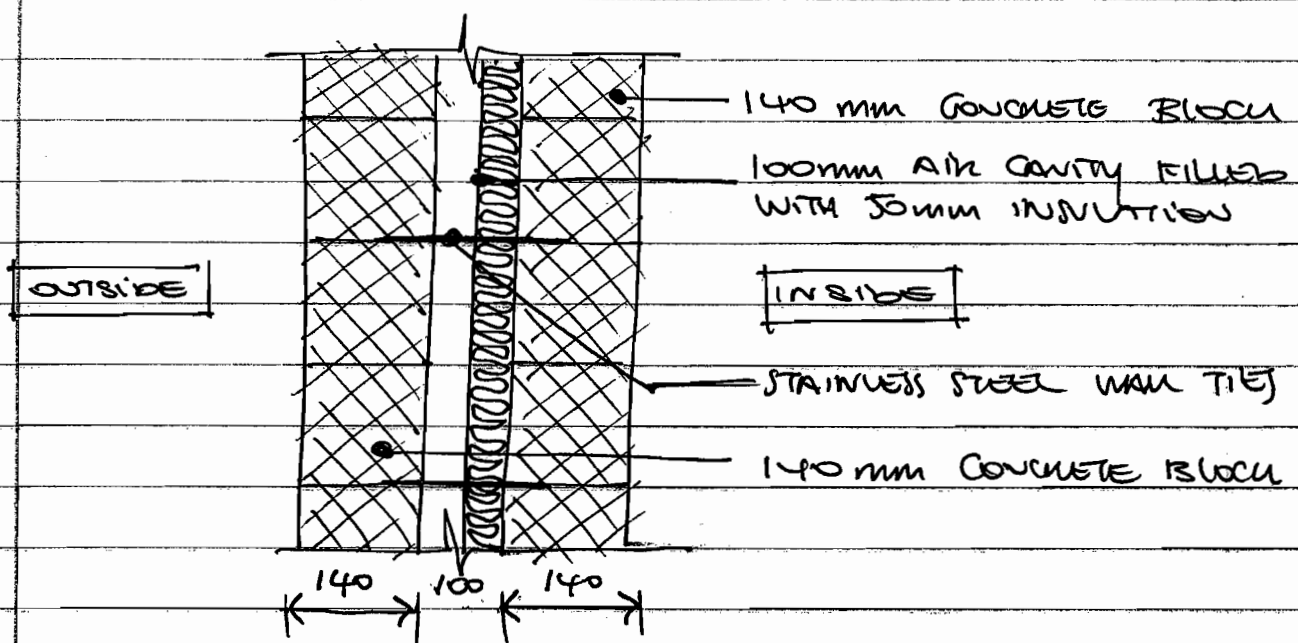 140 mm CONCRETE BLOCK
100mm AIR CAVITY FILLED
WITH 50mm INSULATION
OUTSIDE
INSIDE
STAINLESS STEEL WALL TIES
140 mm CONCRETE BLOCK
140 100 140